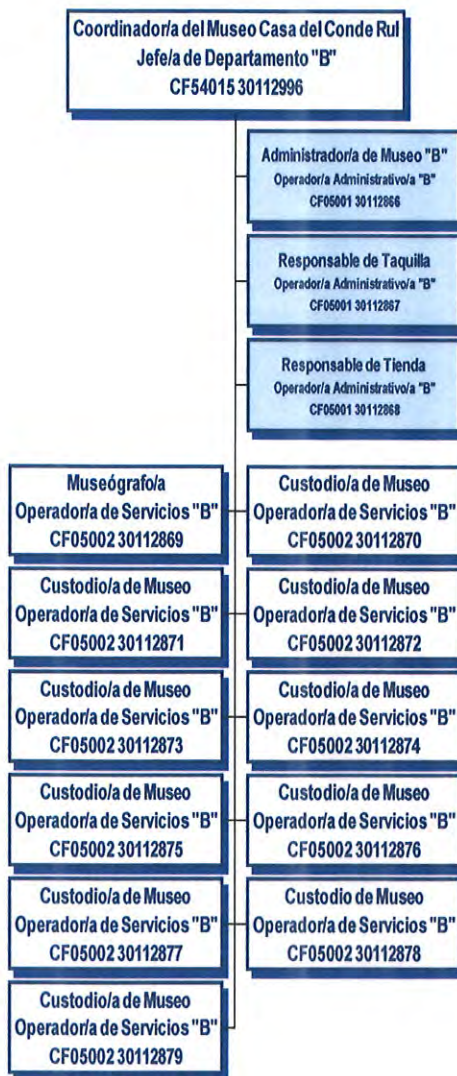 Coordinador/a del Museo Casa del Conde Rul
Jefe/a de Departamento "B"
CF54015 30112996
Administrador/a de Museo "B"
Operador/a Administrativo/a "B"
CF05001 30112866
Responsable de Taquilla
Operador/a Administrativo/a "B"
CF05001 30112867
Responsable de Tienda
Operador/a Administrativo/a "B"
CF05001 30112868
Museógrafo/a
Operador/a de Servicios "B"
CF05002 30112869
Custodio/a de Museo
Operador/a de Servicios "B"
CF05002 30112870
Custodio/a de Museo
Operador/a de Servicios "B"
CF05002 30112871
Custodio/a de Museo
Operador/a de Servicios "B"
CF05002 30112872
Custodio/a de Museo
Operador/a de Servicios "B"
CF05002 30112873
Custodio/a de Museo
Operador/a de Servicios "B"
CF05002 30112874
Custodio/a de Museo
Operador/a de Servicios "B"
CF05002 30112875
Custodio/a de Museo
Operador/a de Servicios "B"
CF05002 30112876
Custodio/a de Museo
Operador/a de Servicios "B"
CF05002 30112877
Custodio de Museo
Operador/a de Servicios "B"
CF05002 30112878
Custodio/a de Museo
Operador/a de Servicios "B"
CF05002 30112879